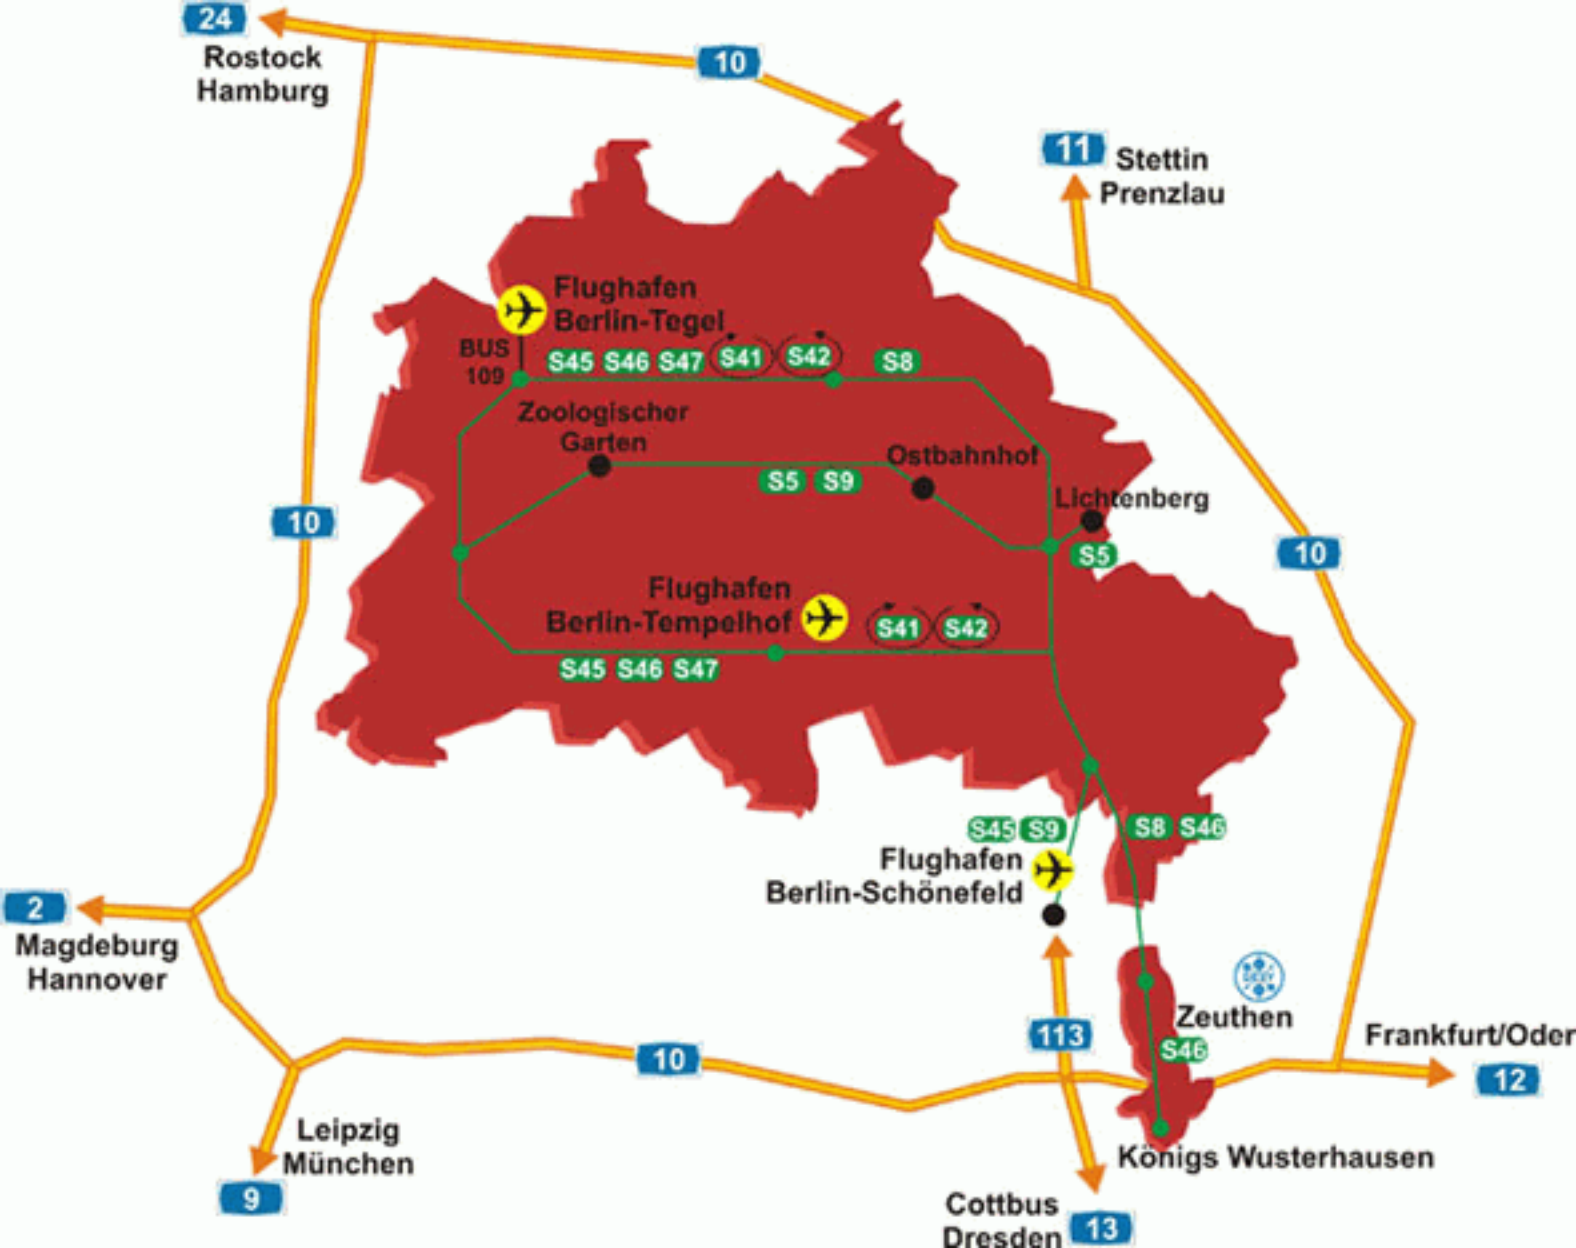 24
Rostock
Hamburg
10
11
Stettin
Prenzlau
Flughafen
Berlin-Tegel
BUS
109
S45 S46 S47 S41 S42 S8
Zoologischer
Garten
Ostbahnhof
S5 S9
Lichtenberg
S5
10
10
Flughafen
Berlin-Tempelhof
S41 S42
S45 S46 S47
S45 S9
S8 S46
Flughafen
Berlin-Schönefeld
2
Magdeburg
Hannover
DESY
Zeuthen
113
S46
Frankfurt/Oder
12
10
Leipzig
München
9
Königs Wusterhausen
Cottbus
Dresden
13